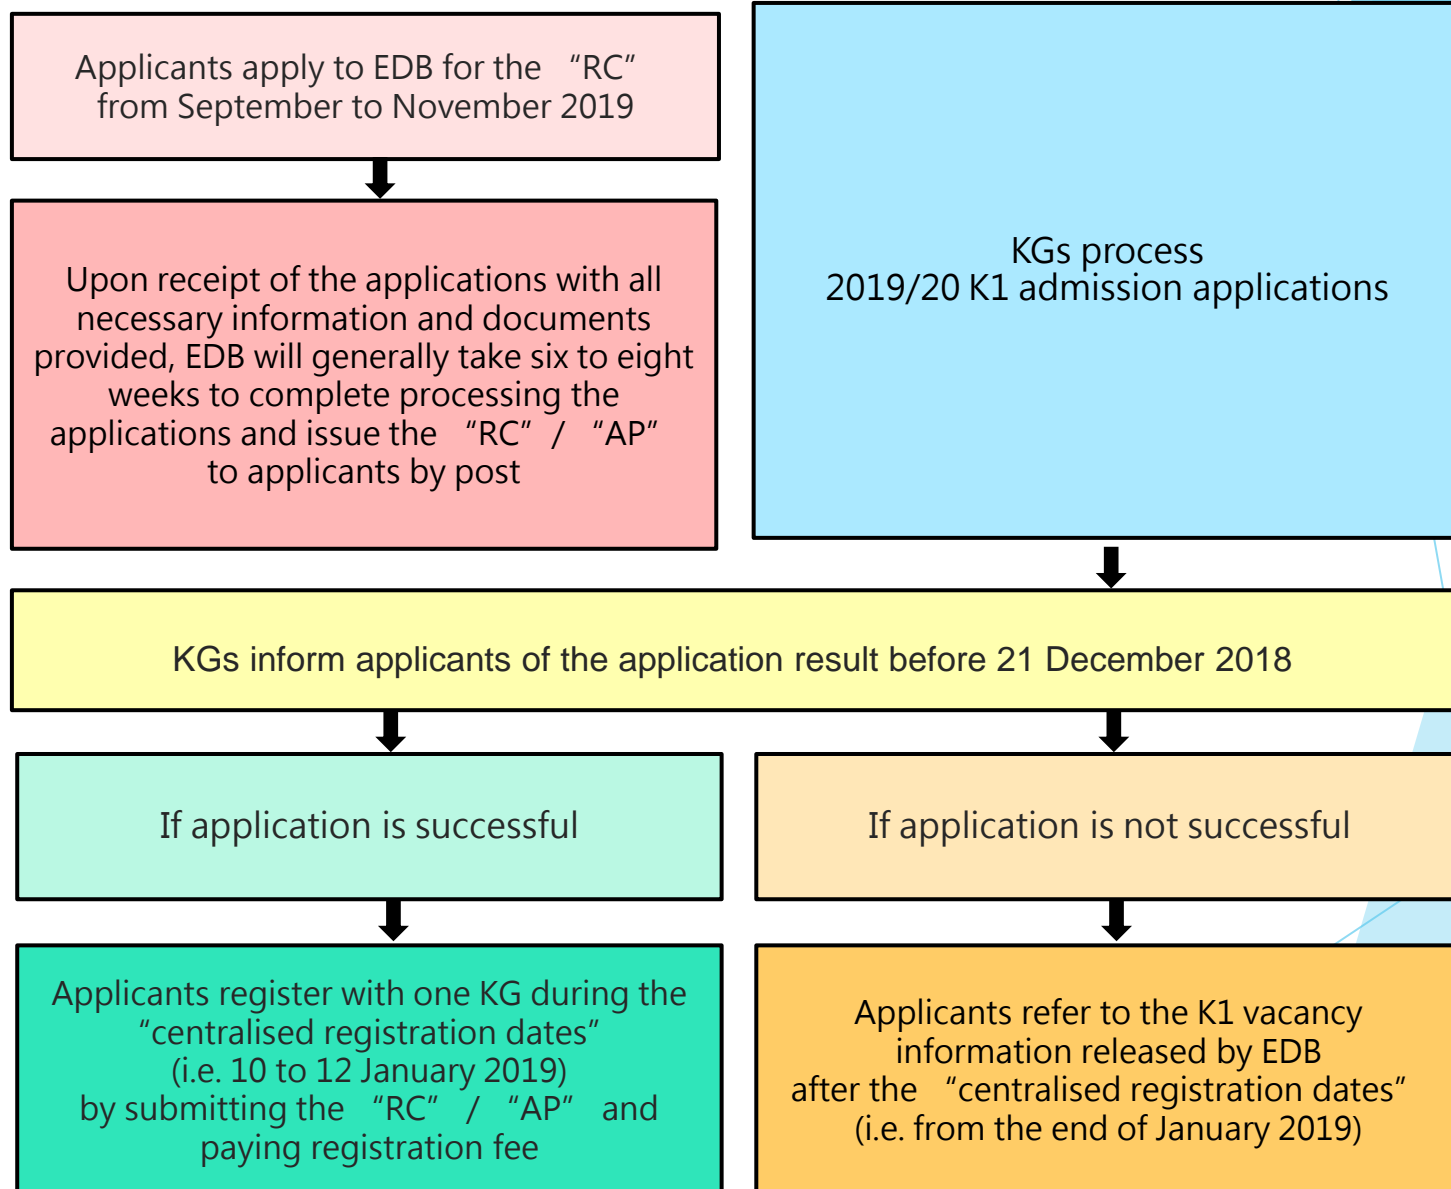 Applicants apply to EDB for the “RC”
from September to November 2019
Upon receipt of the applications with all
necessary information and documents
provided, EDB will generally take six to eight
weeks to complete processing the
applications and issue the “RC” / “AP”
to applicants by post
KGs process
2019/20 K1 admission applications
KGs inform applicants of the application result before 21 December 2018
If application is successful
If application is not successful
Applicants register with one KG during the
“centralised registration dates”
(i.e. 10 to 12 January 2019)
by submitting the “RC” / “AP” and
paying registration fee
Applicants refer to the K1 vacancy
information released by EDB
after the “centralised registration dates”
(i.e. from the end of January 2019)